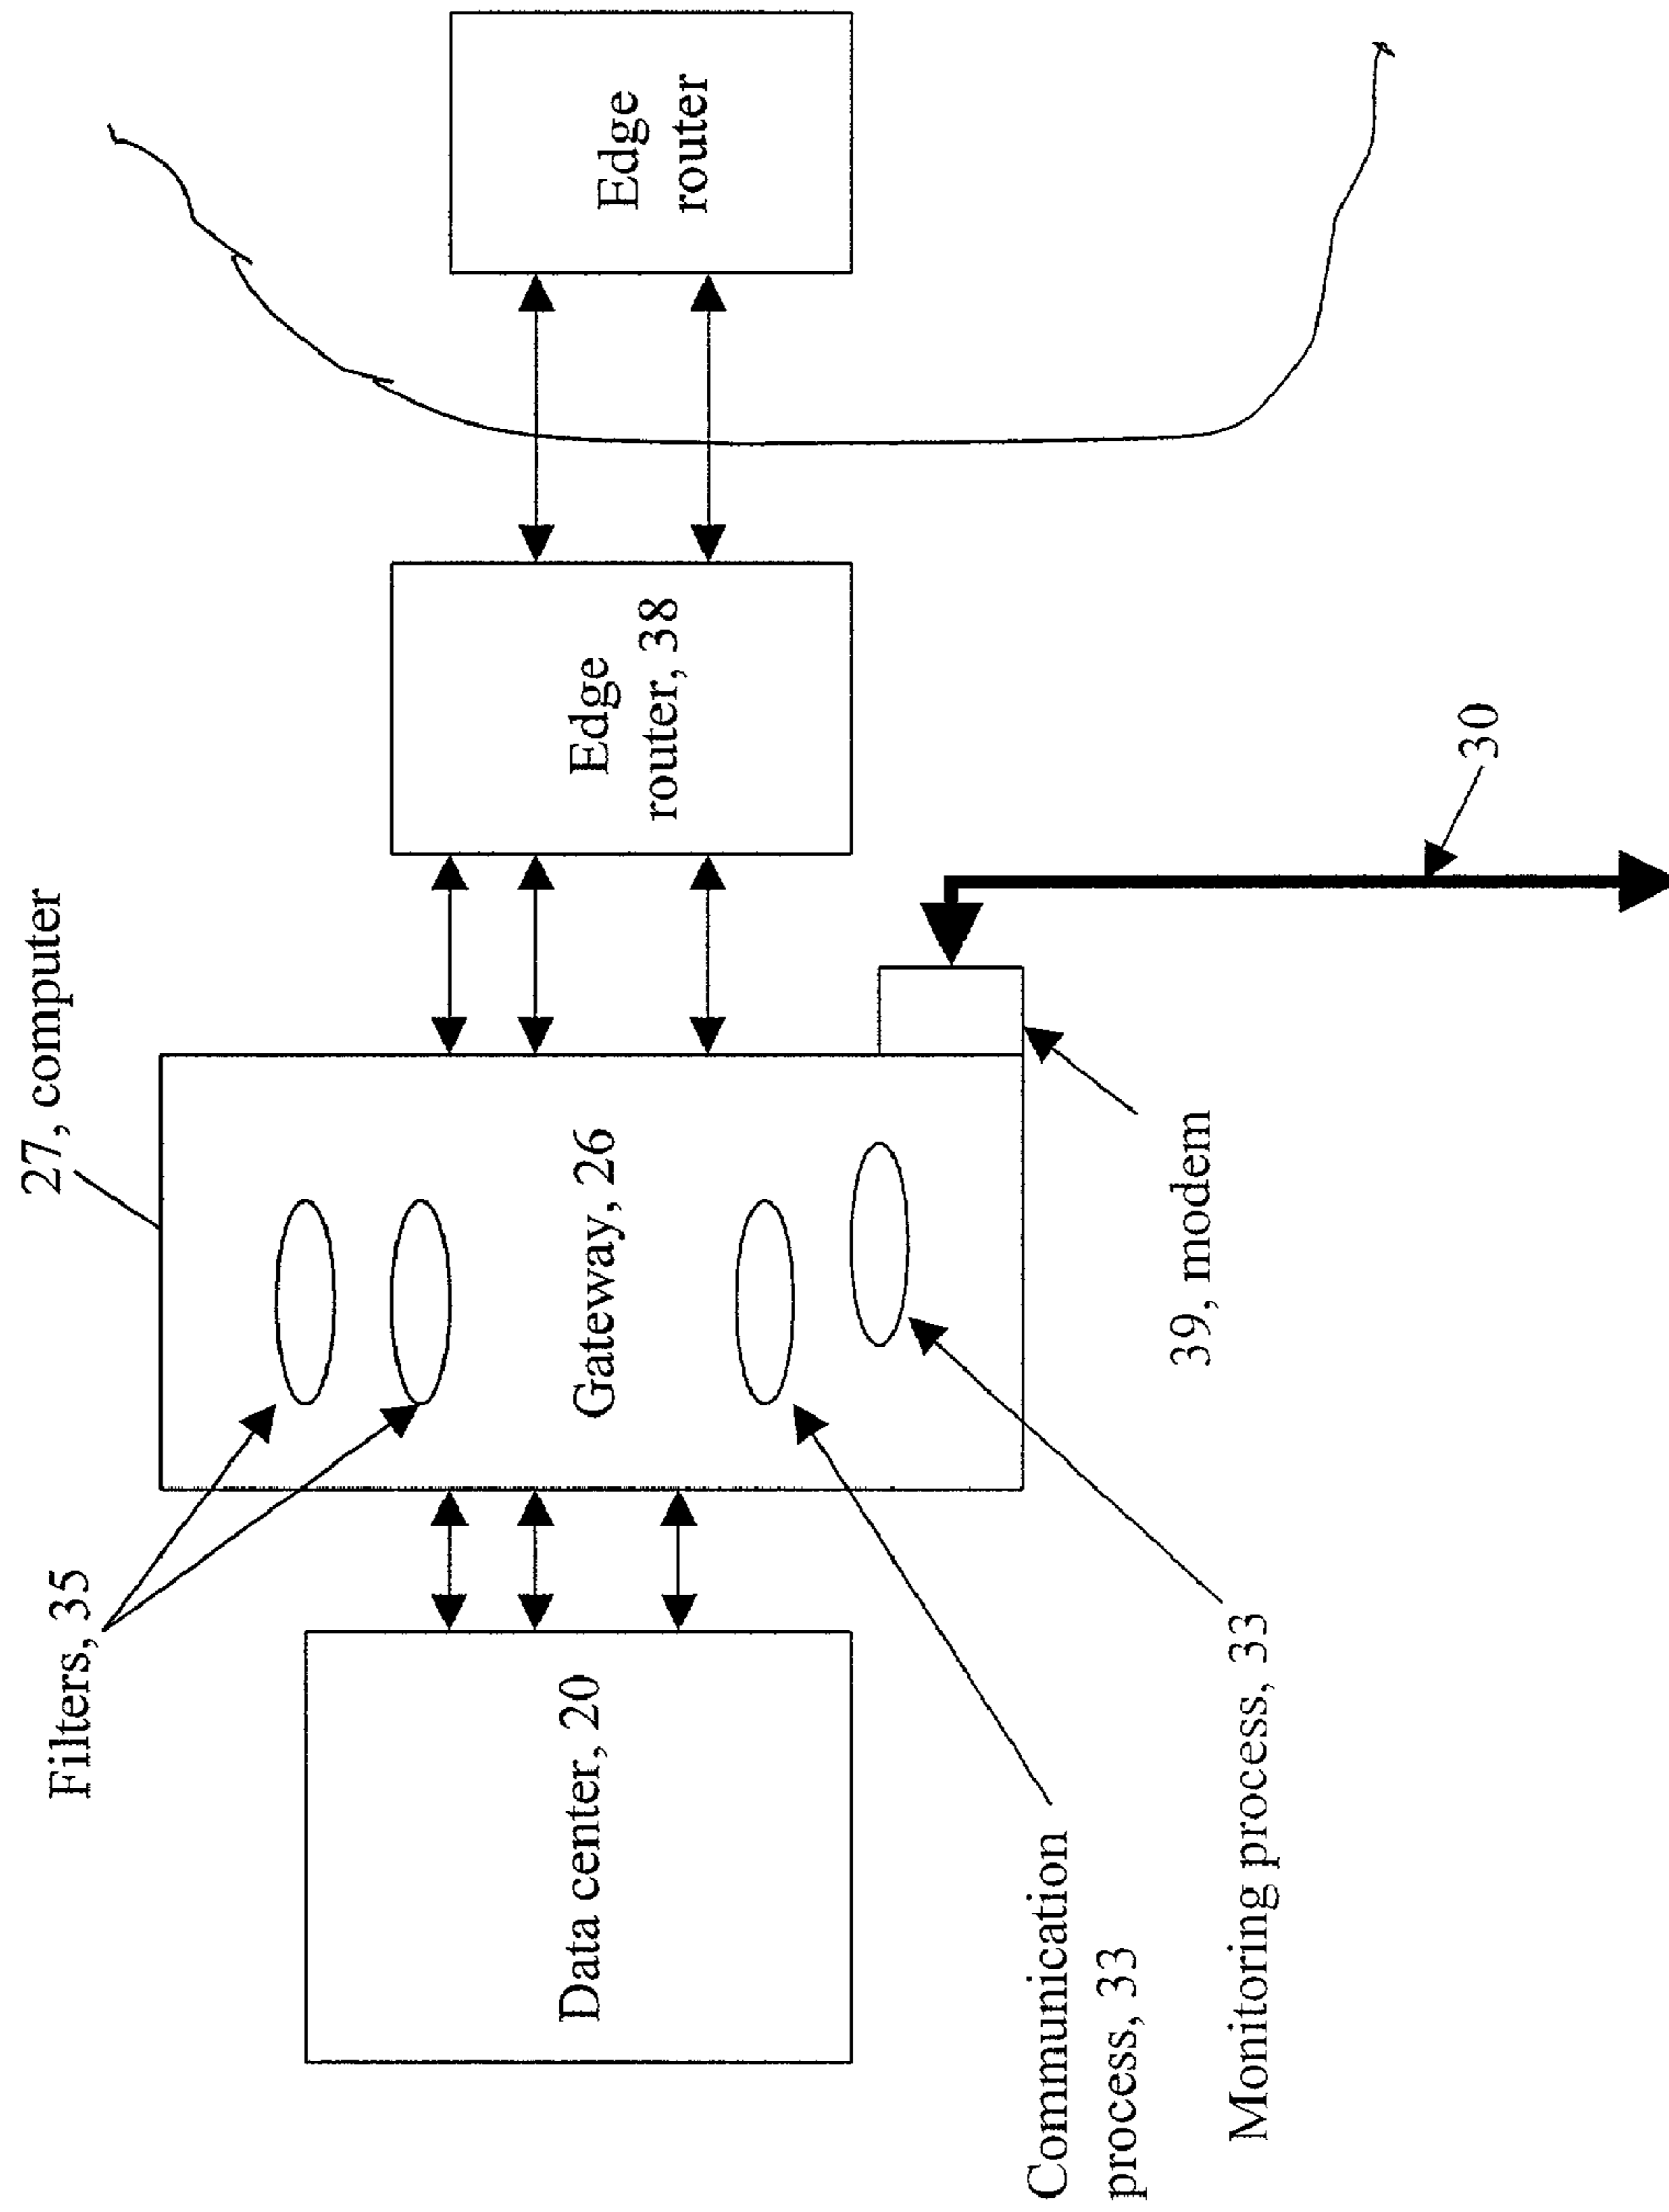 27, computer
Filters, 35
Data center, 20
Gateway, 26
Edge
router, 38
Edge
router
Communication
process, 33
Monitoring process, 33
39, modem
30